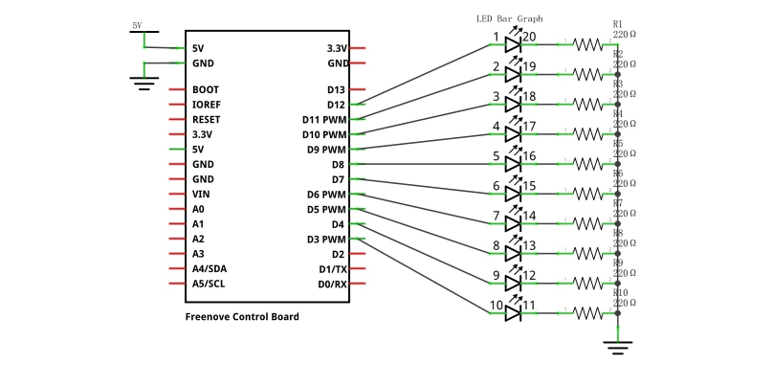 5V
LED Bar Graph
R1
220Ω
5V
3.3V
1
20
GND
GND
R2
220Ω
2
19
BOOT
D13
R3
220Ω
IOREF
D12
3
18
RESET
D11 PWM
R4
220Ω
3.3V
D10 PWM
4
17
5V
D9 PWM
R5
220Ω
GND
D8
5
16
GND
D7
R6
220Ω
VIN
D6 PWM
6
15
A0
D5 PWM
R7
220Ω
A1
D4
7
14
A2
D3 PWM
R8
220Ω
A3
D2
8
13
A4/SDA
D1/TX
R9
220Ω
A5/SCL
D0/RX
9
12
R10
220Ω
10
11
Freenove Control Board